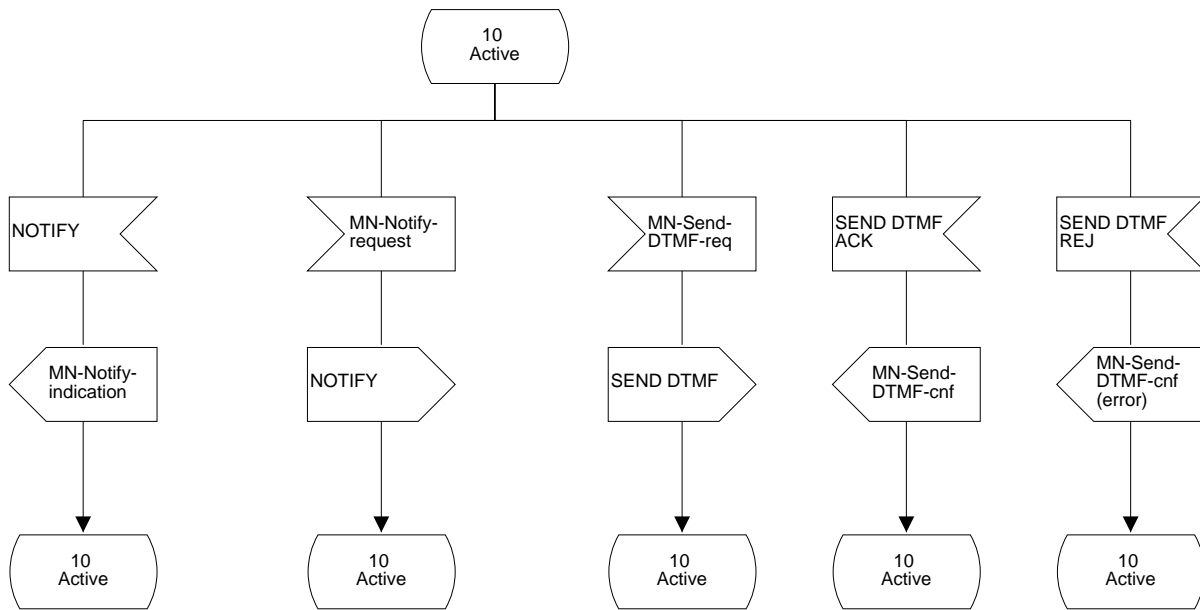 10
Active
NOTIFY
MN-Notify-
request
MN-Send-
DTMF-req
SEND DTMF
ACK
SEND DTMF
REJ
MN-Notify-
indication
NOTIFY
SEND DTMF
MN-Send-
DTMF-cnf
MN-Send-
DTMF-cnf
(error)
10
Active
10
Active
10
Active
10
Active
10
Active